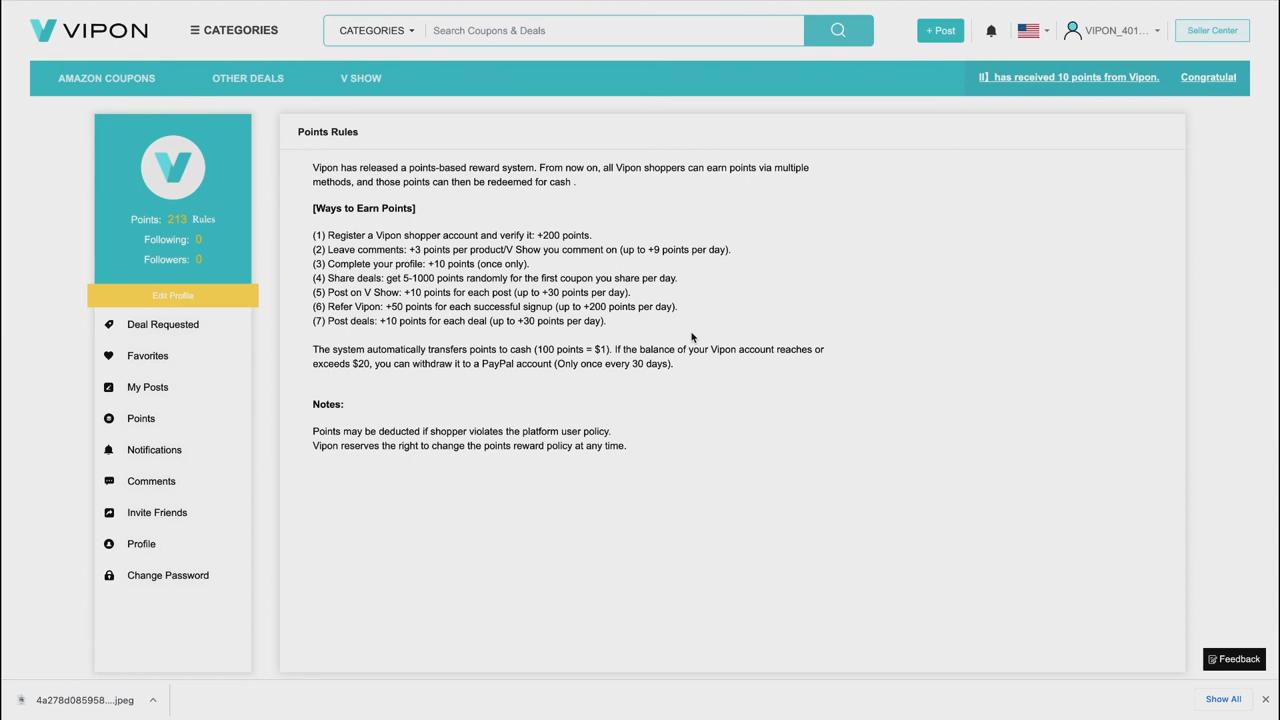 VIPON
CATEGORIES
CATEGORIES
Search Coupons & Deals
+ Post
VIPON_401...
Seller Center
AMAZON COUPONS
OTHER DEALS
V SHOW
has received 10 points from Vipon.
Congratulat
Points: 213 Rules
Following: 0
Followers: 0
Edit Profile
Deal Requested
Favorites
My Posts
Points
Notifications
Comments
Invite Friends
Profile
Change Password
Points Rules
Vipon has released a points-based reward system. From now on, all Vipon shoppers can earn points via multiple
methods, and those points can then be redeemed for cash .
[Ways to Earn Points]
(1) Register a Vipon shopper account and verify it: +200 points.
(2) Leave comments: +3 points per product/V Show you comment on (up to +9 points per day).
(3) Complete your profile: +10 points (once only).
(4) Share deals: get 5-1000 points randomly for the first coupon you share per day.
(5) Post on V Show: +10 points for each post (up to +30 points per day).
(6) Refer Vipon: +50 points for each successful signup (up to +200 points per day).
(7) Post deals: +10 points for each deal (up to +30 points per day).
The system automatically transfers points to cash (100 points = $1). If the balance of your Vipon account reaches or
exceeds $20, you can withdraw it to a PayPal account (Only once every 30 days).
Notes:
Points may be deducted if shopper violates the platform user policy.
Vipon reserves the right to change the points reward policy at any time.
Feedback
4a278d085958....jpeg
Show All